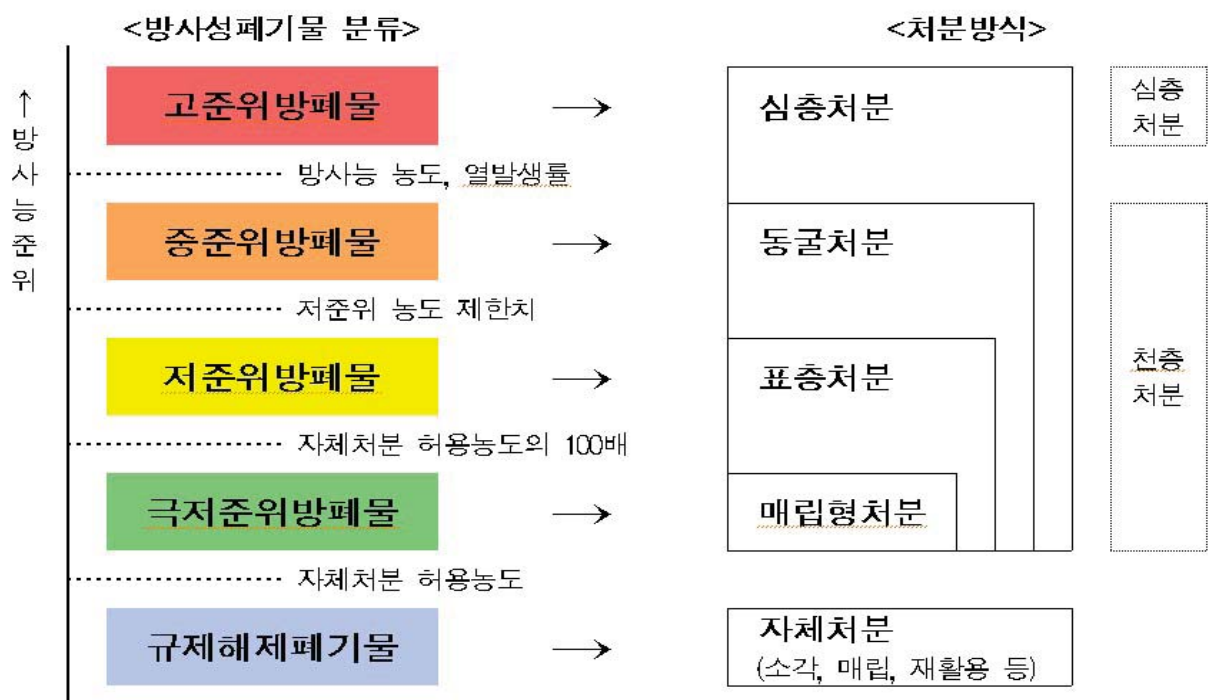 <방사성폐기물 분류>
<처분방식>
↑
방
사
능
준
위
고준위방폐물
→
심층처분
심층
처분
방사능 농도, 열발생률
중준위방폐물
→
동굴처분
저준위 농도 제한치
저준위방폐물
→
표층처분
천층
처분
자체처분 허용농도의 100배
극저준위방폐물
→
매립형처분
자체처분 허용농도
규제해제폐기물
→
자체처분
(소각, 매립, 재활용 등)